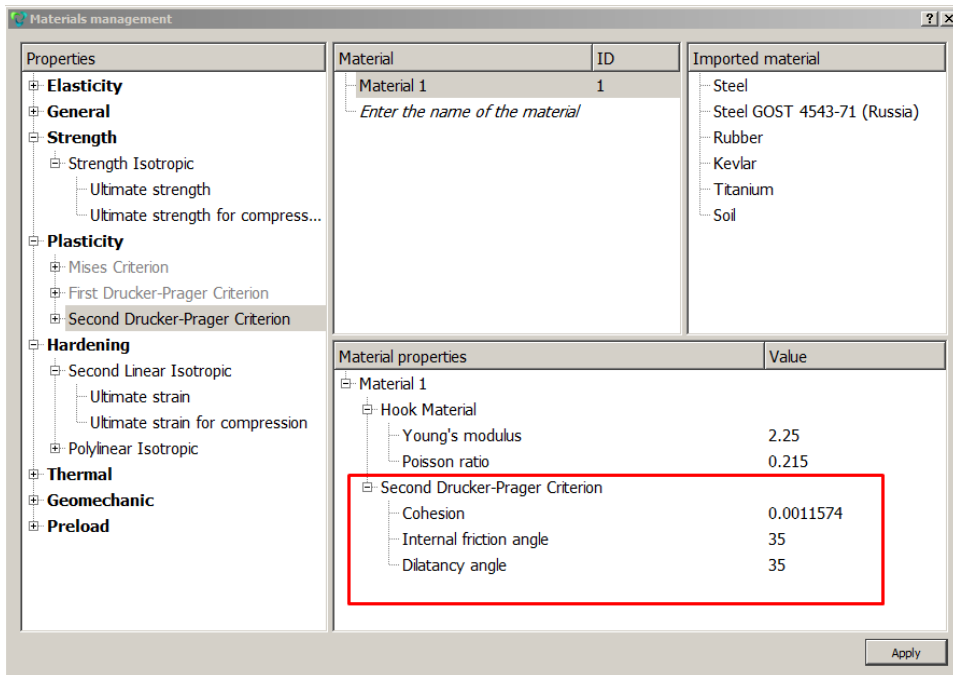 Materials management
Properties
Elasticity
General
Strength
Strength Isotropic
Ultimate strength
Ultimate strength for compress...
Plasticity
Mises Criterion
First Drucker-Prager Criterion
Second Drucker-Prager Criterion
Hardening
Second Linear Isotropic
Ultimate strain
Ultimate strain for compression
Polylinear Isotropic
Thermal
Geomechanic
Preload
Material ID
Material 1 1
Enter the name of the material
Imported material
Steel
Steel GOST 4543-71 (Russia)
Rubber
Kevlar
Titanium
Soil
Material properties Value
Material 1
Hook Material
Young's modulus 2.25
Poisson ratio 0.215
Second Drucker-Prager Criterion
Cohesion 0.0011574
Internal friction angle 35
Dilatancy angle 35
Apply